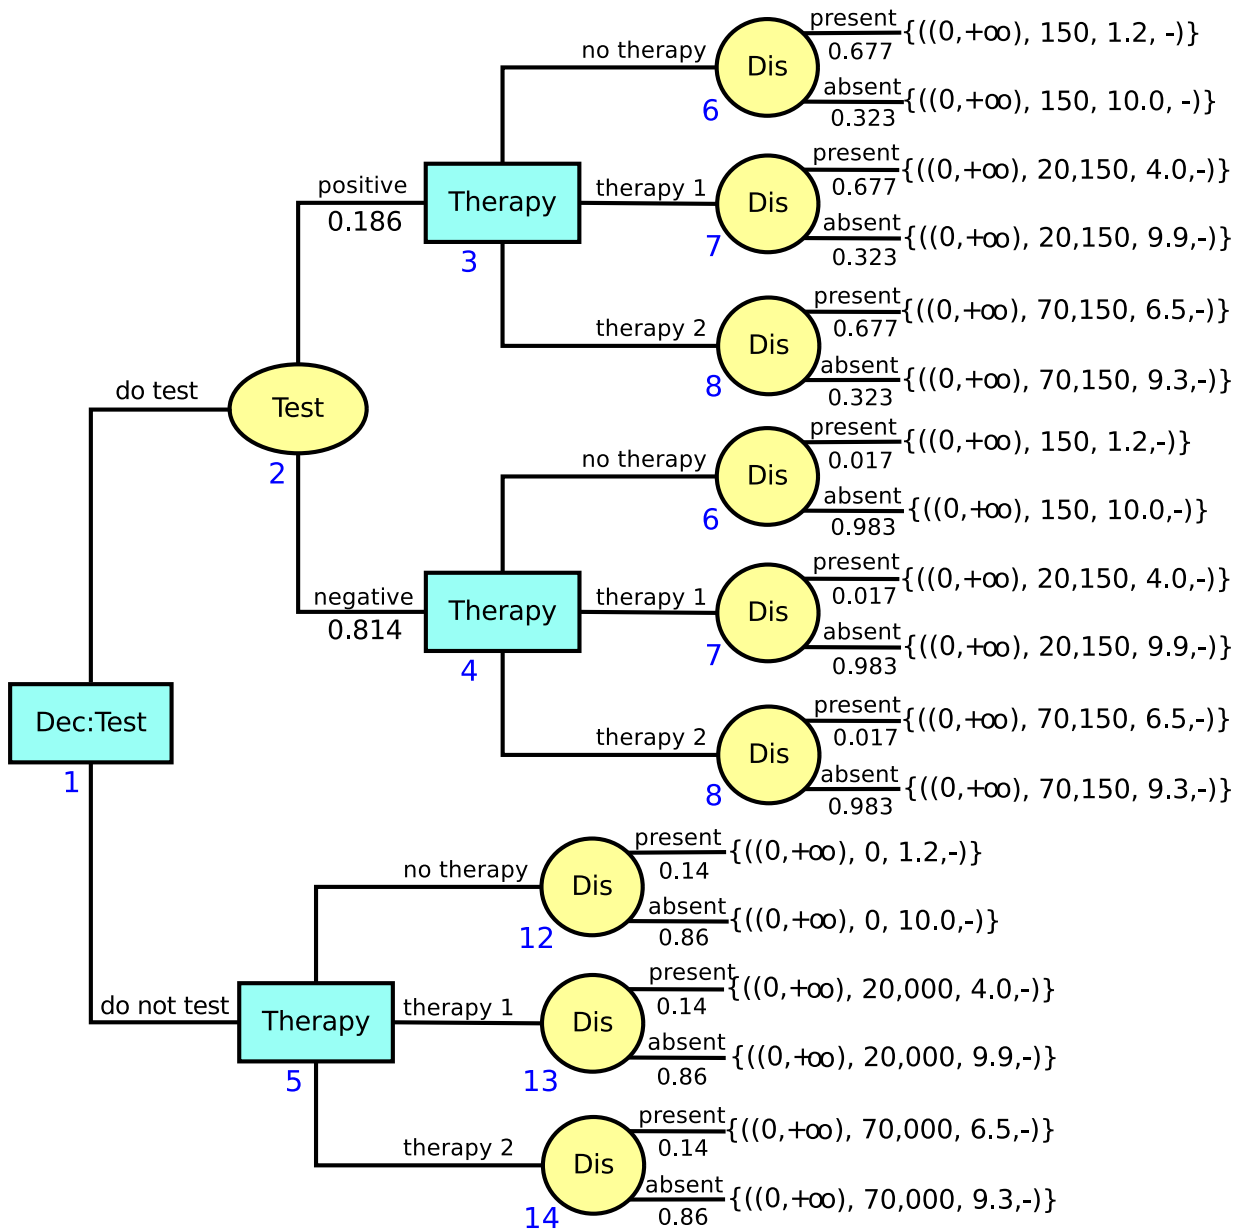 present
{((0,+∞), 150, 1.2, -)}
0.677
no therapy
Dis
absent
{((0,+∞), 150, 10.0, -)}
6
0.323
present
{((0,+∞), 20,150, 4.0,-)}
0.677
positive
Therapy
therapy 1
Dis
0.186
absent
{((0,+∞), 20,150, 9.9,-)}
3
7
0.323
present
{((0,+∞), 70,150, 6.5,-)}
0.677
therapy 2
Dis
absent
{((0,+∞), 70,150, 9.3,-)}
8
0.323
do test
Test
2
present
{((0,+∞), 150, 1.2,-)}
0.017
no therapy
Dis
absent
{((0,+∞), 150, 10.0,-)}
6
0.983
present
{((0,+∞), 20,150, 4.0,-)}
0.017
negative
Therapy
therapy 1
Dis
0.814
absent
{((0,+∞), 20,150, 9.9,-)}
4
7
0.983
present
{((0,+∞), 70,150, 6.5,-)}
0.017
therapy 2
Dis
absent
{((0,+∞), 70,150, 9.3,-)}
8
0.983
Dec:Test
1
present
{((0,+∞), 0, 1.2,-)}
0.14
no therapy
Dis
absent
{((0,+∞), 0, 10.0,-)}
12
0.86
present
{((0,+∞), 20,000, 4.0,-)}
0.14
do not test
Therapy
therapy 1
Dis
absent
{((0,+∞), 20,000, 9.9,-)}
5
13
0.86
present
{((0,+∞), 70,000, 6.5,-)}
0.14
therapy 2
Dis
absent
{((0,+∞), 70,000, 9.3,-)}
14
0.86